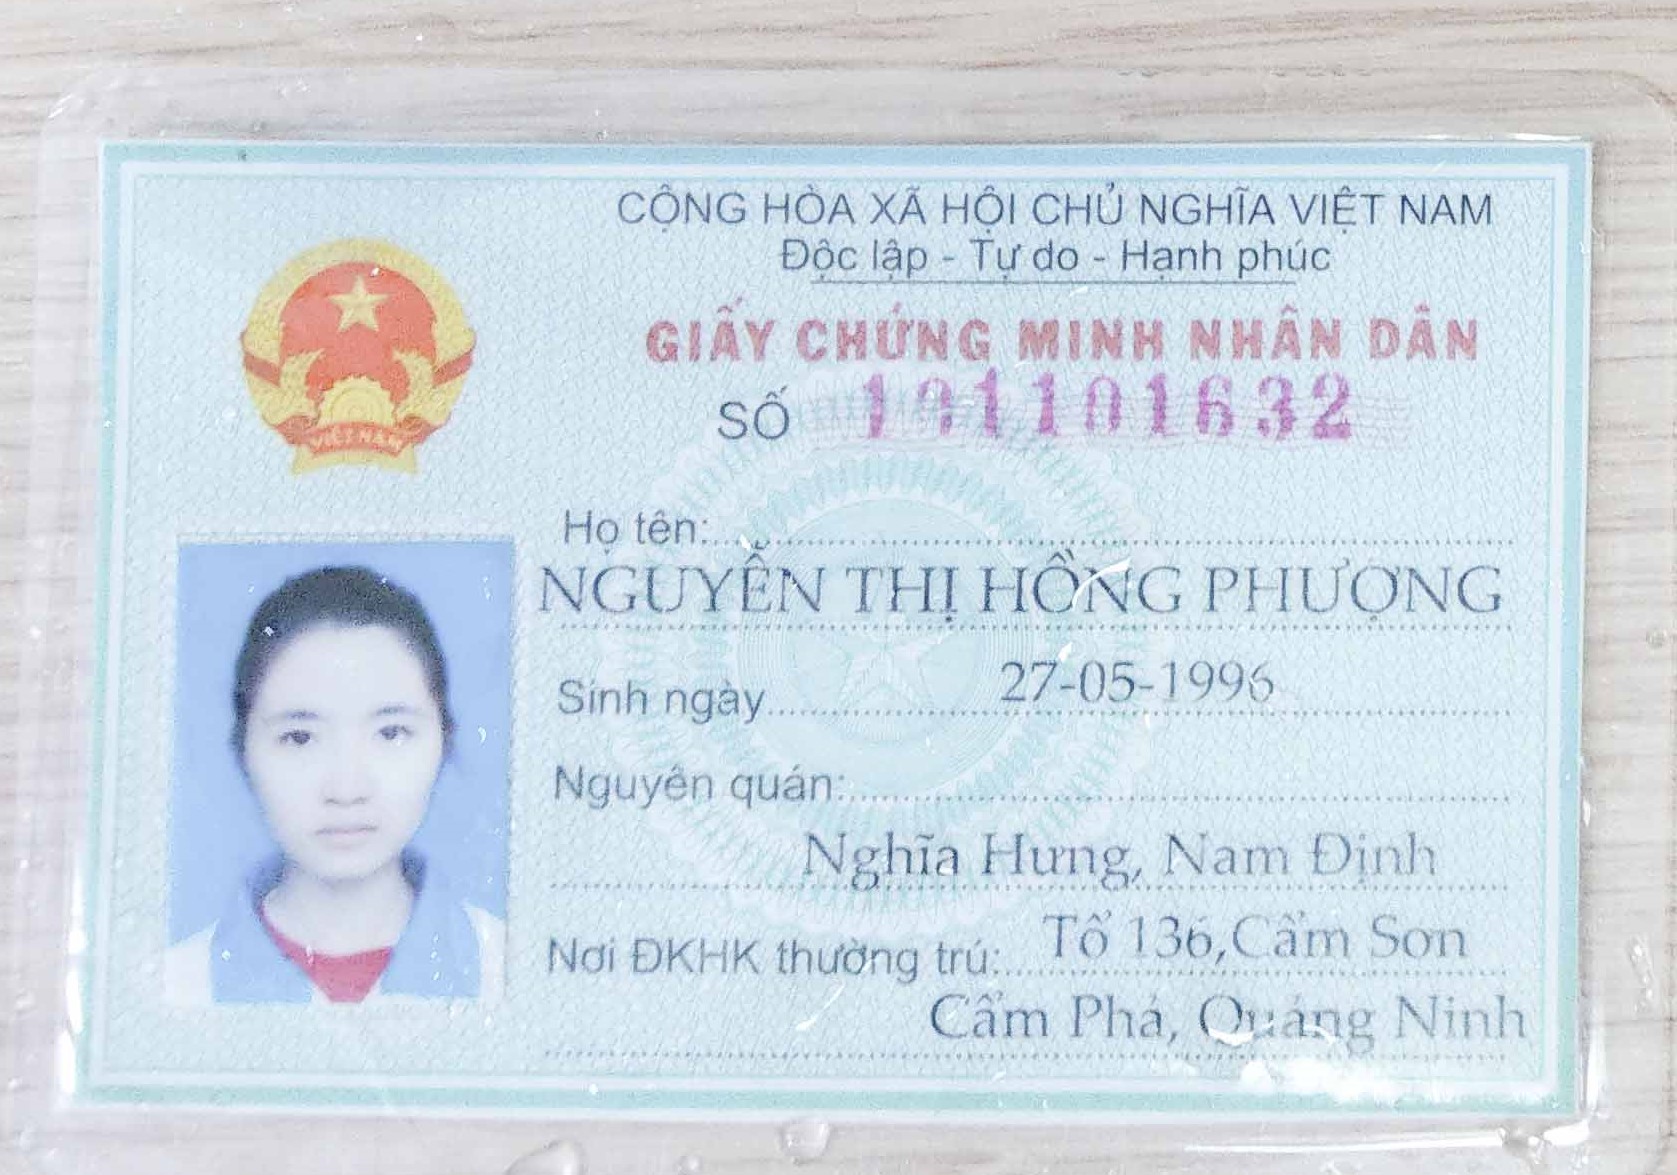 CỘNG HÒA XÃ HỘI CHỦ NGHĨA VIỆT NAM
Độc lập - Tự do - Hạnh phúc
GIẤY CHỨNG MINH NHÂN DÂN
SỐ 101101632
VIỆT NAM
Họ tên:
NGUYỄN THỊ HỒNG PHƯỢNG
Sinh ngày 27-05-1996
Nguyên quán:
Nghĩa Hưng, Nam Định
Nơi ĐKHK thường trú: Tổ 136,Cẩm Sơn
Cẩm Phả, Quảng Ninh